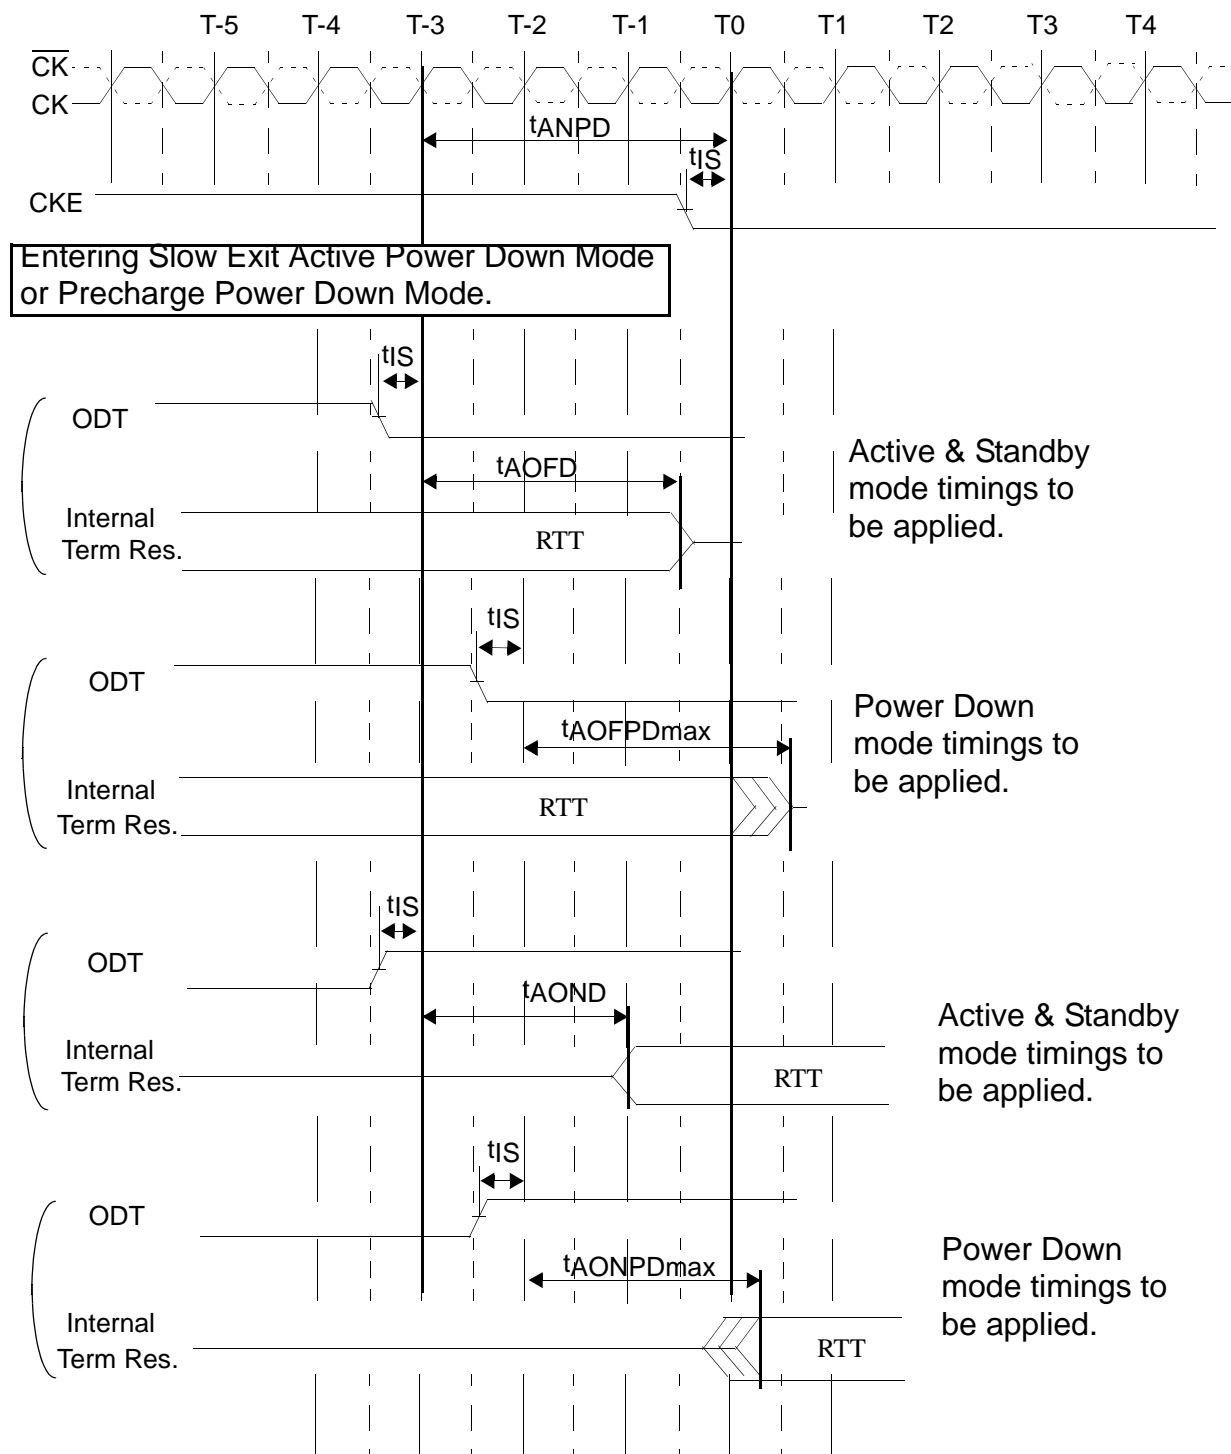 T-5 T-4 T-3 T-2 T-1 T0 T1 T2 T3 T4
CK
CK
tANPD
tIS
CKE
Entering Slow Exit Active Power Down Mode
or Precharge Power Down Mode.
tIS
ODT
tAOFD
Internal
Term Res.
RTT
Active & Standby
mode timings to
be applied.
tIS
ODT
tAOFPDmax
Internal
Term Res.
RTT
Power Down
mode timings to
be applied.
tIS
ODT
tAOND
Internal
Term Res.
RTT
Active & Standby
mode timings to
be applied.
tIS
ODT
tAONPDmax
Internal
Term Res.
RTT
Power Down
mode timings to
be applied.